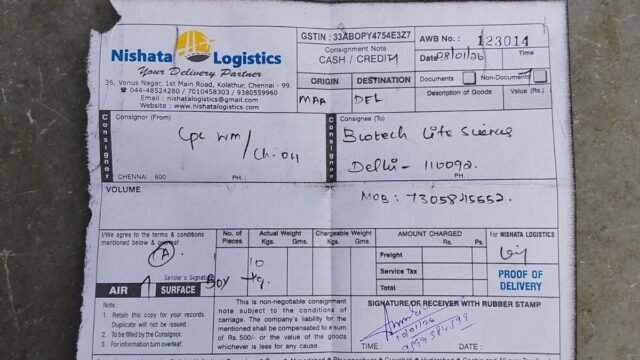 Nishata Logistics
Your Delivery Partner
36, Venus Nagar, 1st Main Road, Kolathur, Chennai - 99.
☎ 044-48524280 / 7010458303 / 9380559960
Email : nishatalogistics@gmail.com
Website : www.nishatalogistics.com
GSTIN : 33ABOPY4754E3Z7
Consignment Note
CASH / CREDIT
AWB No. : 123014
Date 08/01/26 Time
ORIGIN DESTINATION
MAA DEL
Documents Non-Documents
Description of Goods Value (Rs.)
Consignor
Consignor (From)
Cpc wm / Ch-04
CHENNAI - 600 PH :
Consignee
Consignee (To)
Biotech Life Science
Delhi - 110092.
PH. :
VOLUME
MOB : 7305815552.
I/We agree to the terms & conditions
mentioned below & overleaf
Sender's Signature
AIR SURFACE
No. of Pieces
Actual Weight
Kgs. Gms.
Chargeable Weight
Kgs. Gms.
BOX
10
AMOUNT CHARGED
Rs. Ps.
Freight
Service Tax
Total
For NISHATA LOGISTICS
PROOF OF DELIVERY
Note :
1. Retain this copy for your records.
Duplicate will not be issued.
2. To be filled by the Consignor.
3. For information turn overleaf
This is non-negotiable consignment
note subject to the conditions of
carriage. The company's liability for the
mentioned shall be compensated to a
sum of Rs. 500/- or the value of the goods
whichever is less for any cause.
SIGNATURE OR RECEIVER WITH RUBBER STAMP
10/01/26
TIME : DATE :